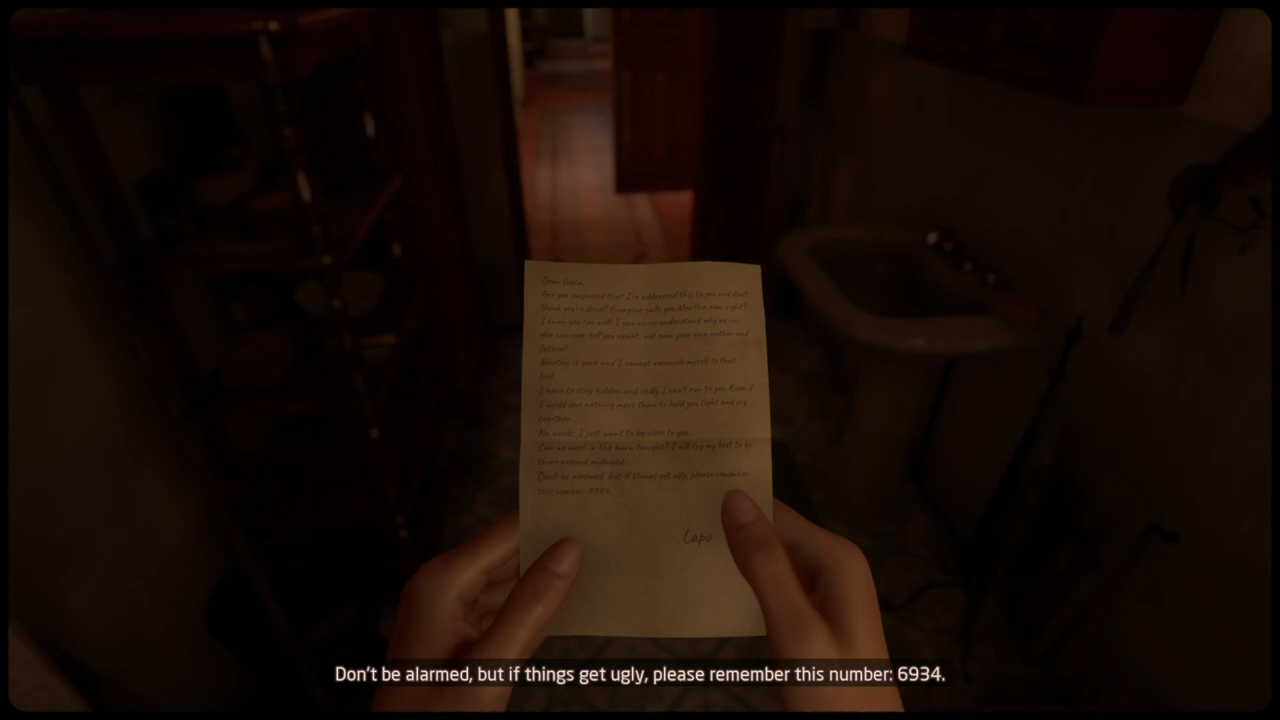 Dear Giulia,
Are you surprised that I've addressed this to you and don't
think you're dead? Everyone calls you Martha now, right?
I know you too well. I can never understand why no one
else can ever tell you apart, not even your own mother and
father!
Martha is gone and I cannot reconcile myself to that
fact.
I have to stay hidden and sadly I can't run to you. Even if
I would love nothing more than to hold you tight and cry
together.
No words. I just want to be close to you.
Can we meet in the barn tonight? I will try my best to be
there around midnight.
Don't be alarmed, but if things get ugly, please remember
this number: 6934.
Lapo
Don't be alarmed, but if things get ugly, please remember this number: 6934.